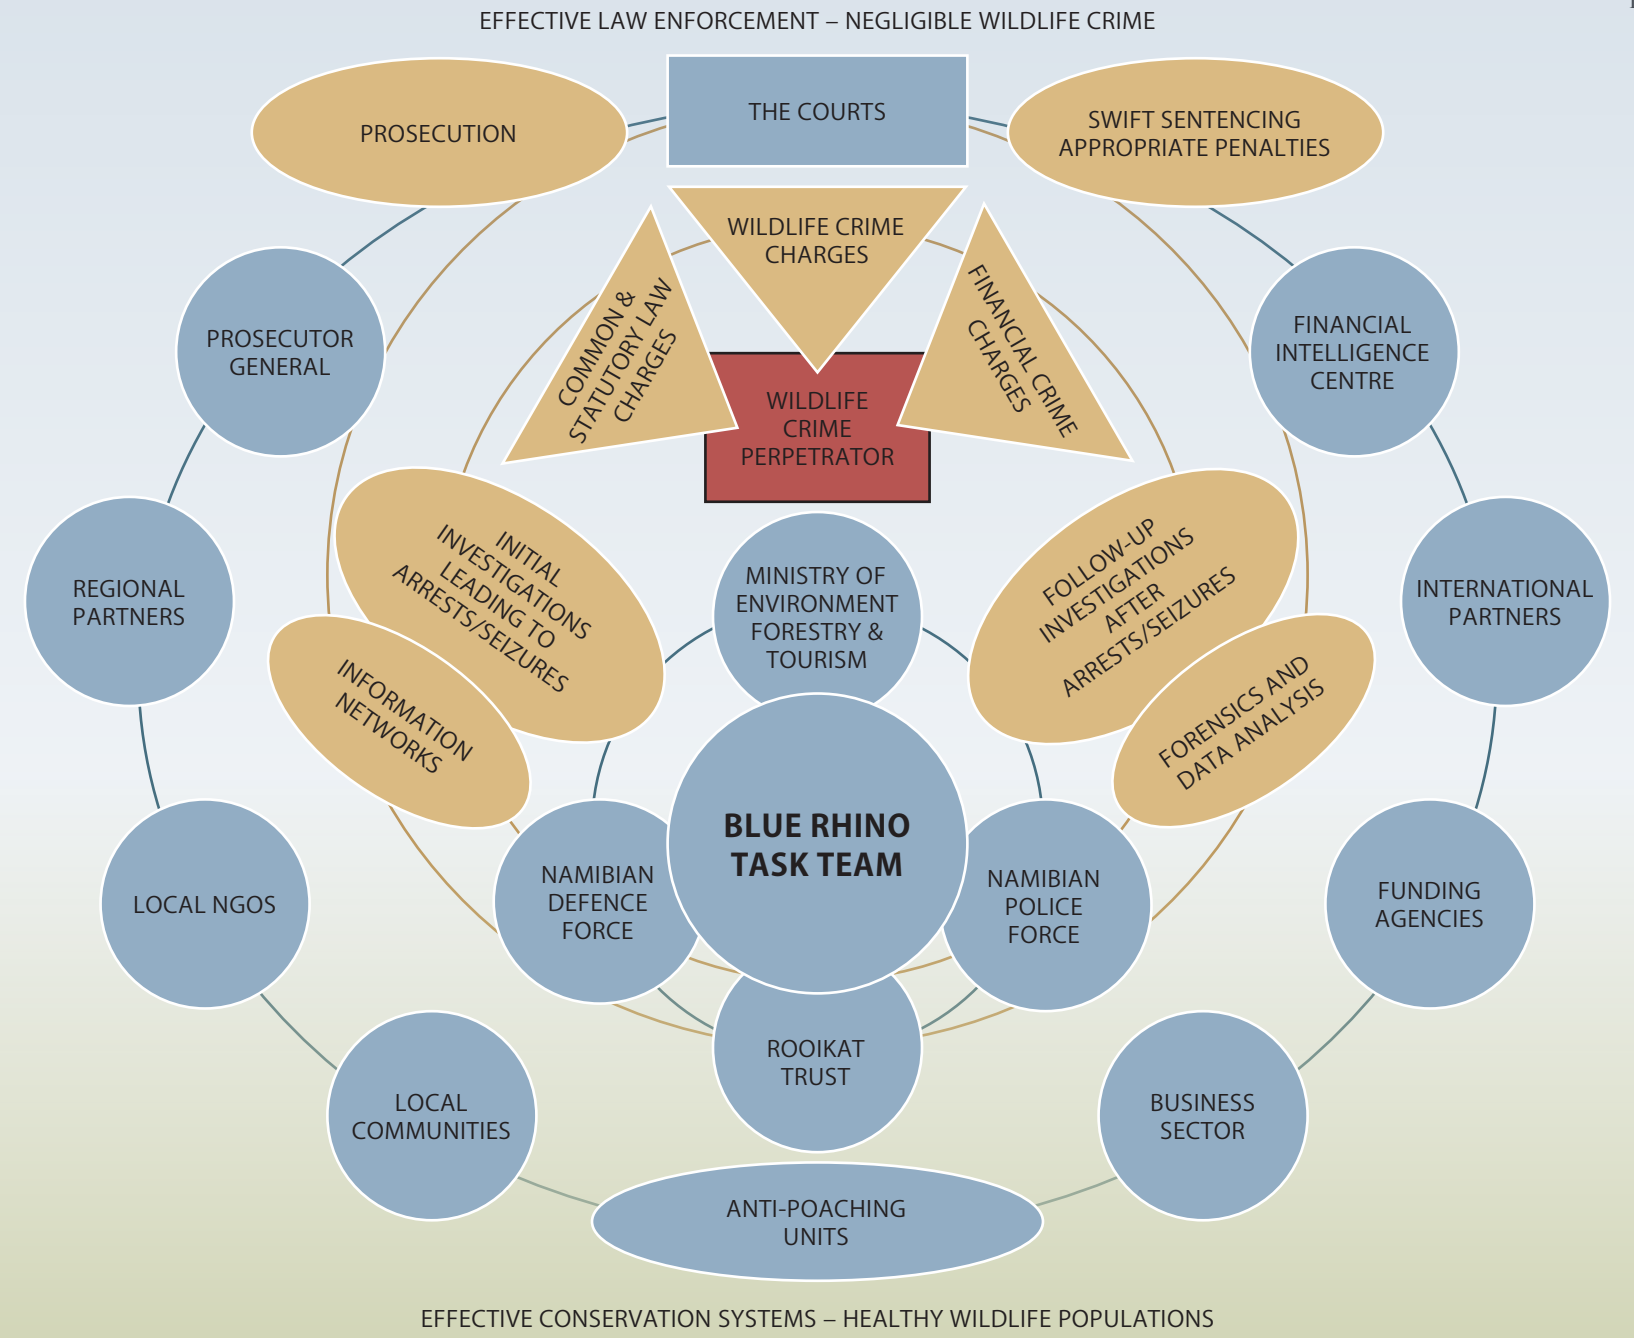 EFFECTIVE LAW ENFORCEMENT – NEGLIGIBLE WILDLIFE CRIME
PROSECUTION
THE COURTS
SWIFT SENTENCING
APPROPRIATE PENALTIES
WILDLIFE CRIME
CHARGES
COMMON &
STATUTORY LAW
CHARGES
FINANCIAL CRIME
CHARGES
PROSECUTOR
GENERAL
WILDLIFE
CRIME
PERPETRATOR
FINANCIAL
INTELLIGENCE
CENTRE
REGIONAL
PARTNERS
INITIAL
INVESTIGATIONS
LEADING TO
ARRESTS/SEIZURES
MINISTRY OF
ENVIRONMENT
FORESTRY &
TOURISM
FOLLOW-UP
INVESTIGATIONS
AFTER
ARRESTS/SEIZURES
INTERNATIONAL
PARTNERS
INFORMATION
NETWORKS
FORENSICS AND
DATA ANALYSIS
LOCAL NGOS
NAMIBIAN
DEFENCE
FORCE
BLUE RHINO
TASK TEAM
NAMIBIAN
POLICE
FORCE
FUNDING
AGENCIES
ROOIKAT
TRUST
LOCAL
COMMUNITIES
BUSINESS
SECTOR
ANTI-POACHING
UNITS
EFFECTIVE CONSERVATION SYSTEMS – HEALTHY WILDLIFE POPULATIONS